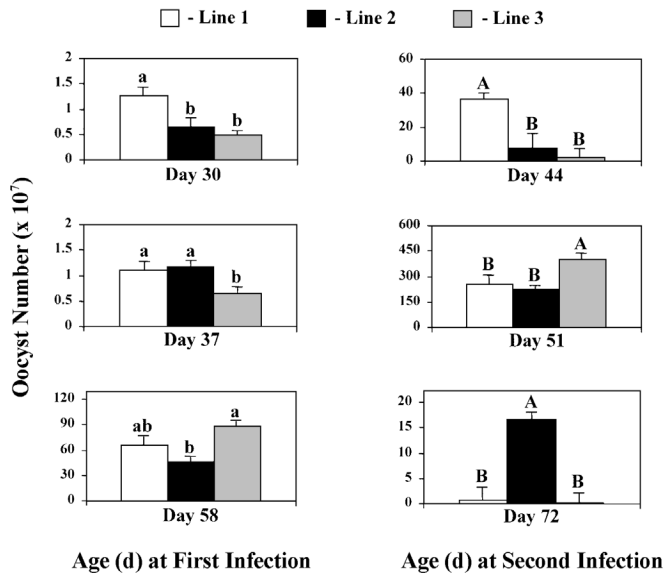 - Line 1 - Line 2 - Line 3
Oocyst Number (x 10⁷)
2
1.5
1
0.5
0
a
b
b
Day 30
60
40
20
0
A
B
B
Day 44
2
1.5
1
0.5
0
a
a
b
Day 37
600
450
300
150
0
B
B
A
Day 51
120
90
60
30
0
ab
b
a
Day 58
20
15
10
5
0
B
A
B
Day 72
Age (d) at First Infection
Age (d) at Second Infection